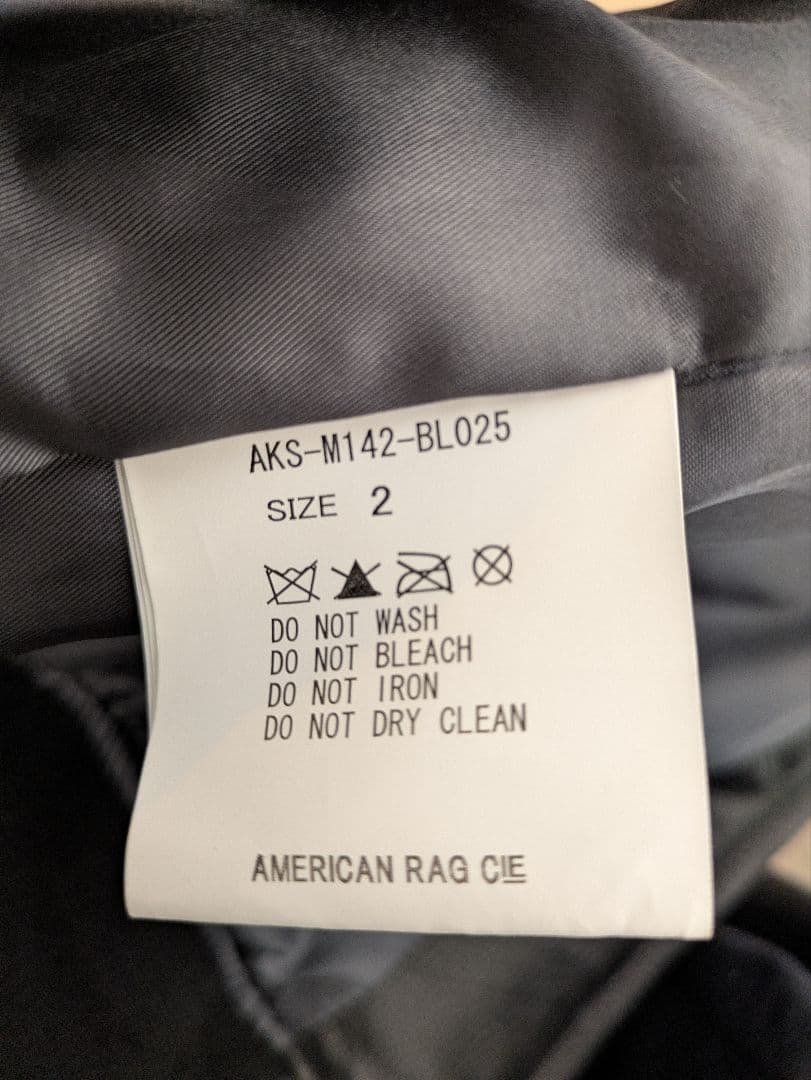 AKS-M142-BL025
SIZE 2
DO NOT WASH
DO NOT BLEACH
DO NOT IRON
DO NOT DRY CLEAN
AMERICAN RAG CIE